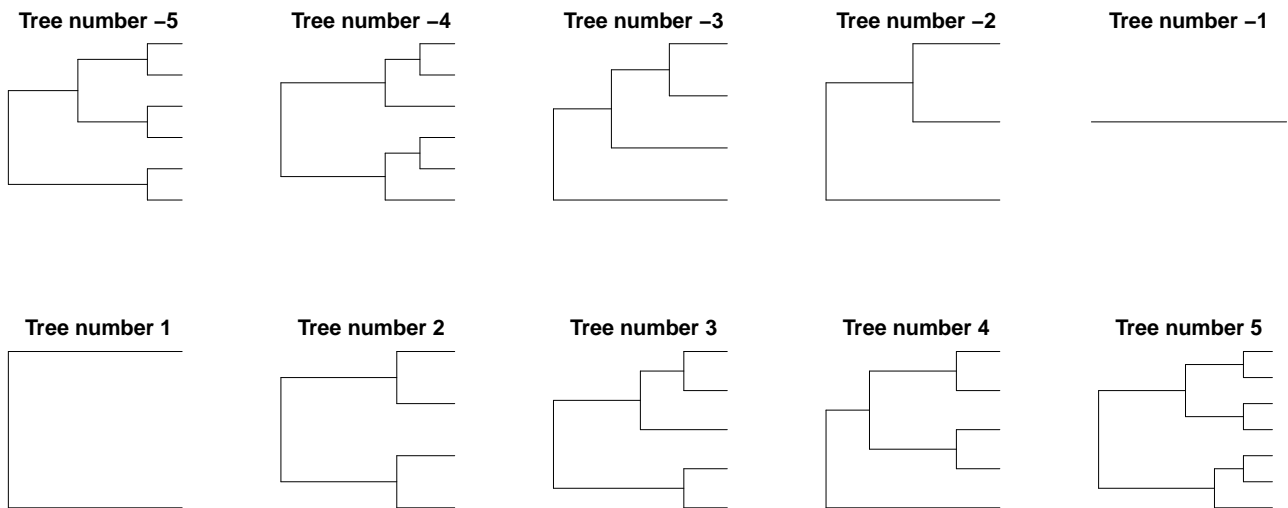 Tree number −5
Tree number −4
Tree number −3
Tree number −2
Tree number −1
Tree number 1
Tree number 2
Tree number 3
Tree number 4
Tree number 5